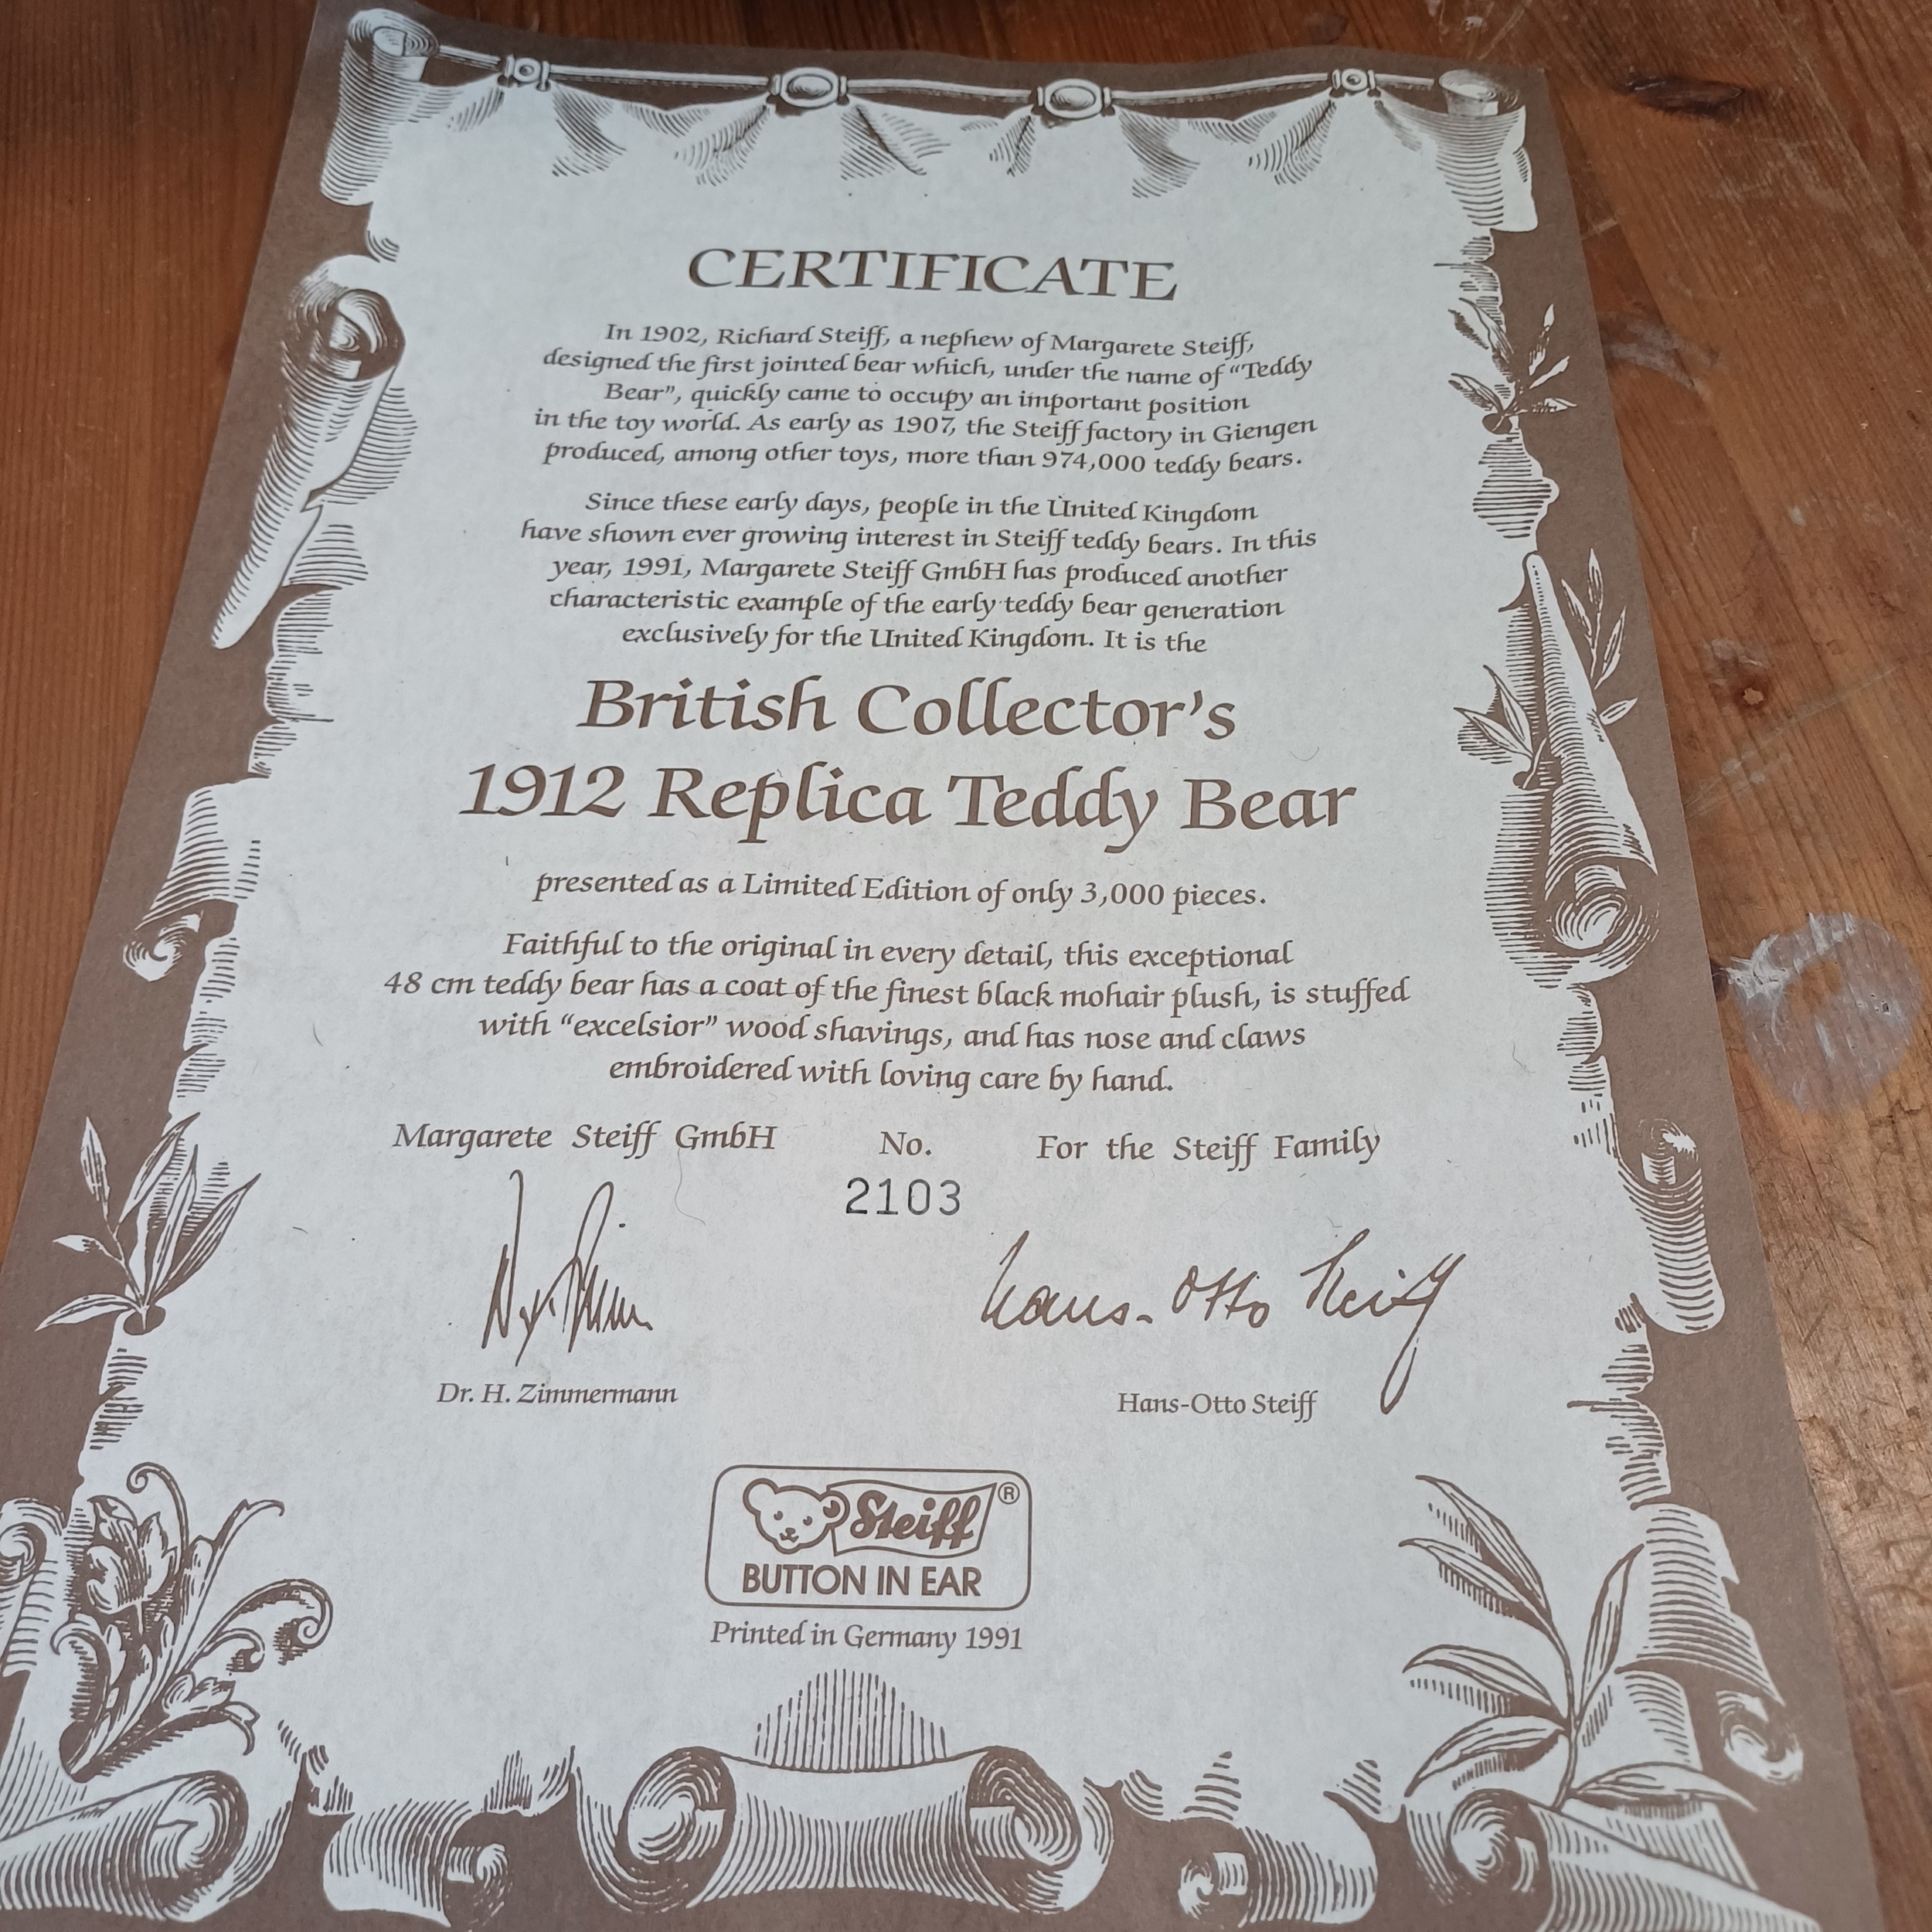 CERTIFICATE
In 1902, Richard Steiff, a nephew of Margarete Steiff,
designed the first jointed bear which, under the name of “Teddy
Bear”, quickly came to occupy an important position
in the toy world. As early as 1907, the Steiff factory in Giengen
produced, among other toys, more than 974,000 teddy bears.
Since these early days, people in the United Kingdom
have shown ever growing interest in Steiff teddy bears. In this
year, 1991, Margarete Steiff GmbH has produced another
characteristic example of the early teddy bear generation
exclusively for the United Kingdom. It is the
British Collector's
1912 Replica Teddy Bear
presented as a Limited Edition of only 3,000 pieces.
Faithful to the original in every detail, this exceptional
48 cm teddy bear has a coat of the finest black mohair plush, is stuffed
with “excelsior” wood shavings, and has nose and claws
embroidered with loving care by hand.
Margarete Steiff GmbH No. For the Steiff Family
2103
Hans-Otto Steiff
Dr. H. Zimmermann Hans-Otto Steiff
Steiff ®
BUTTON IN EAR
Printed in Germany 1991